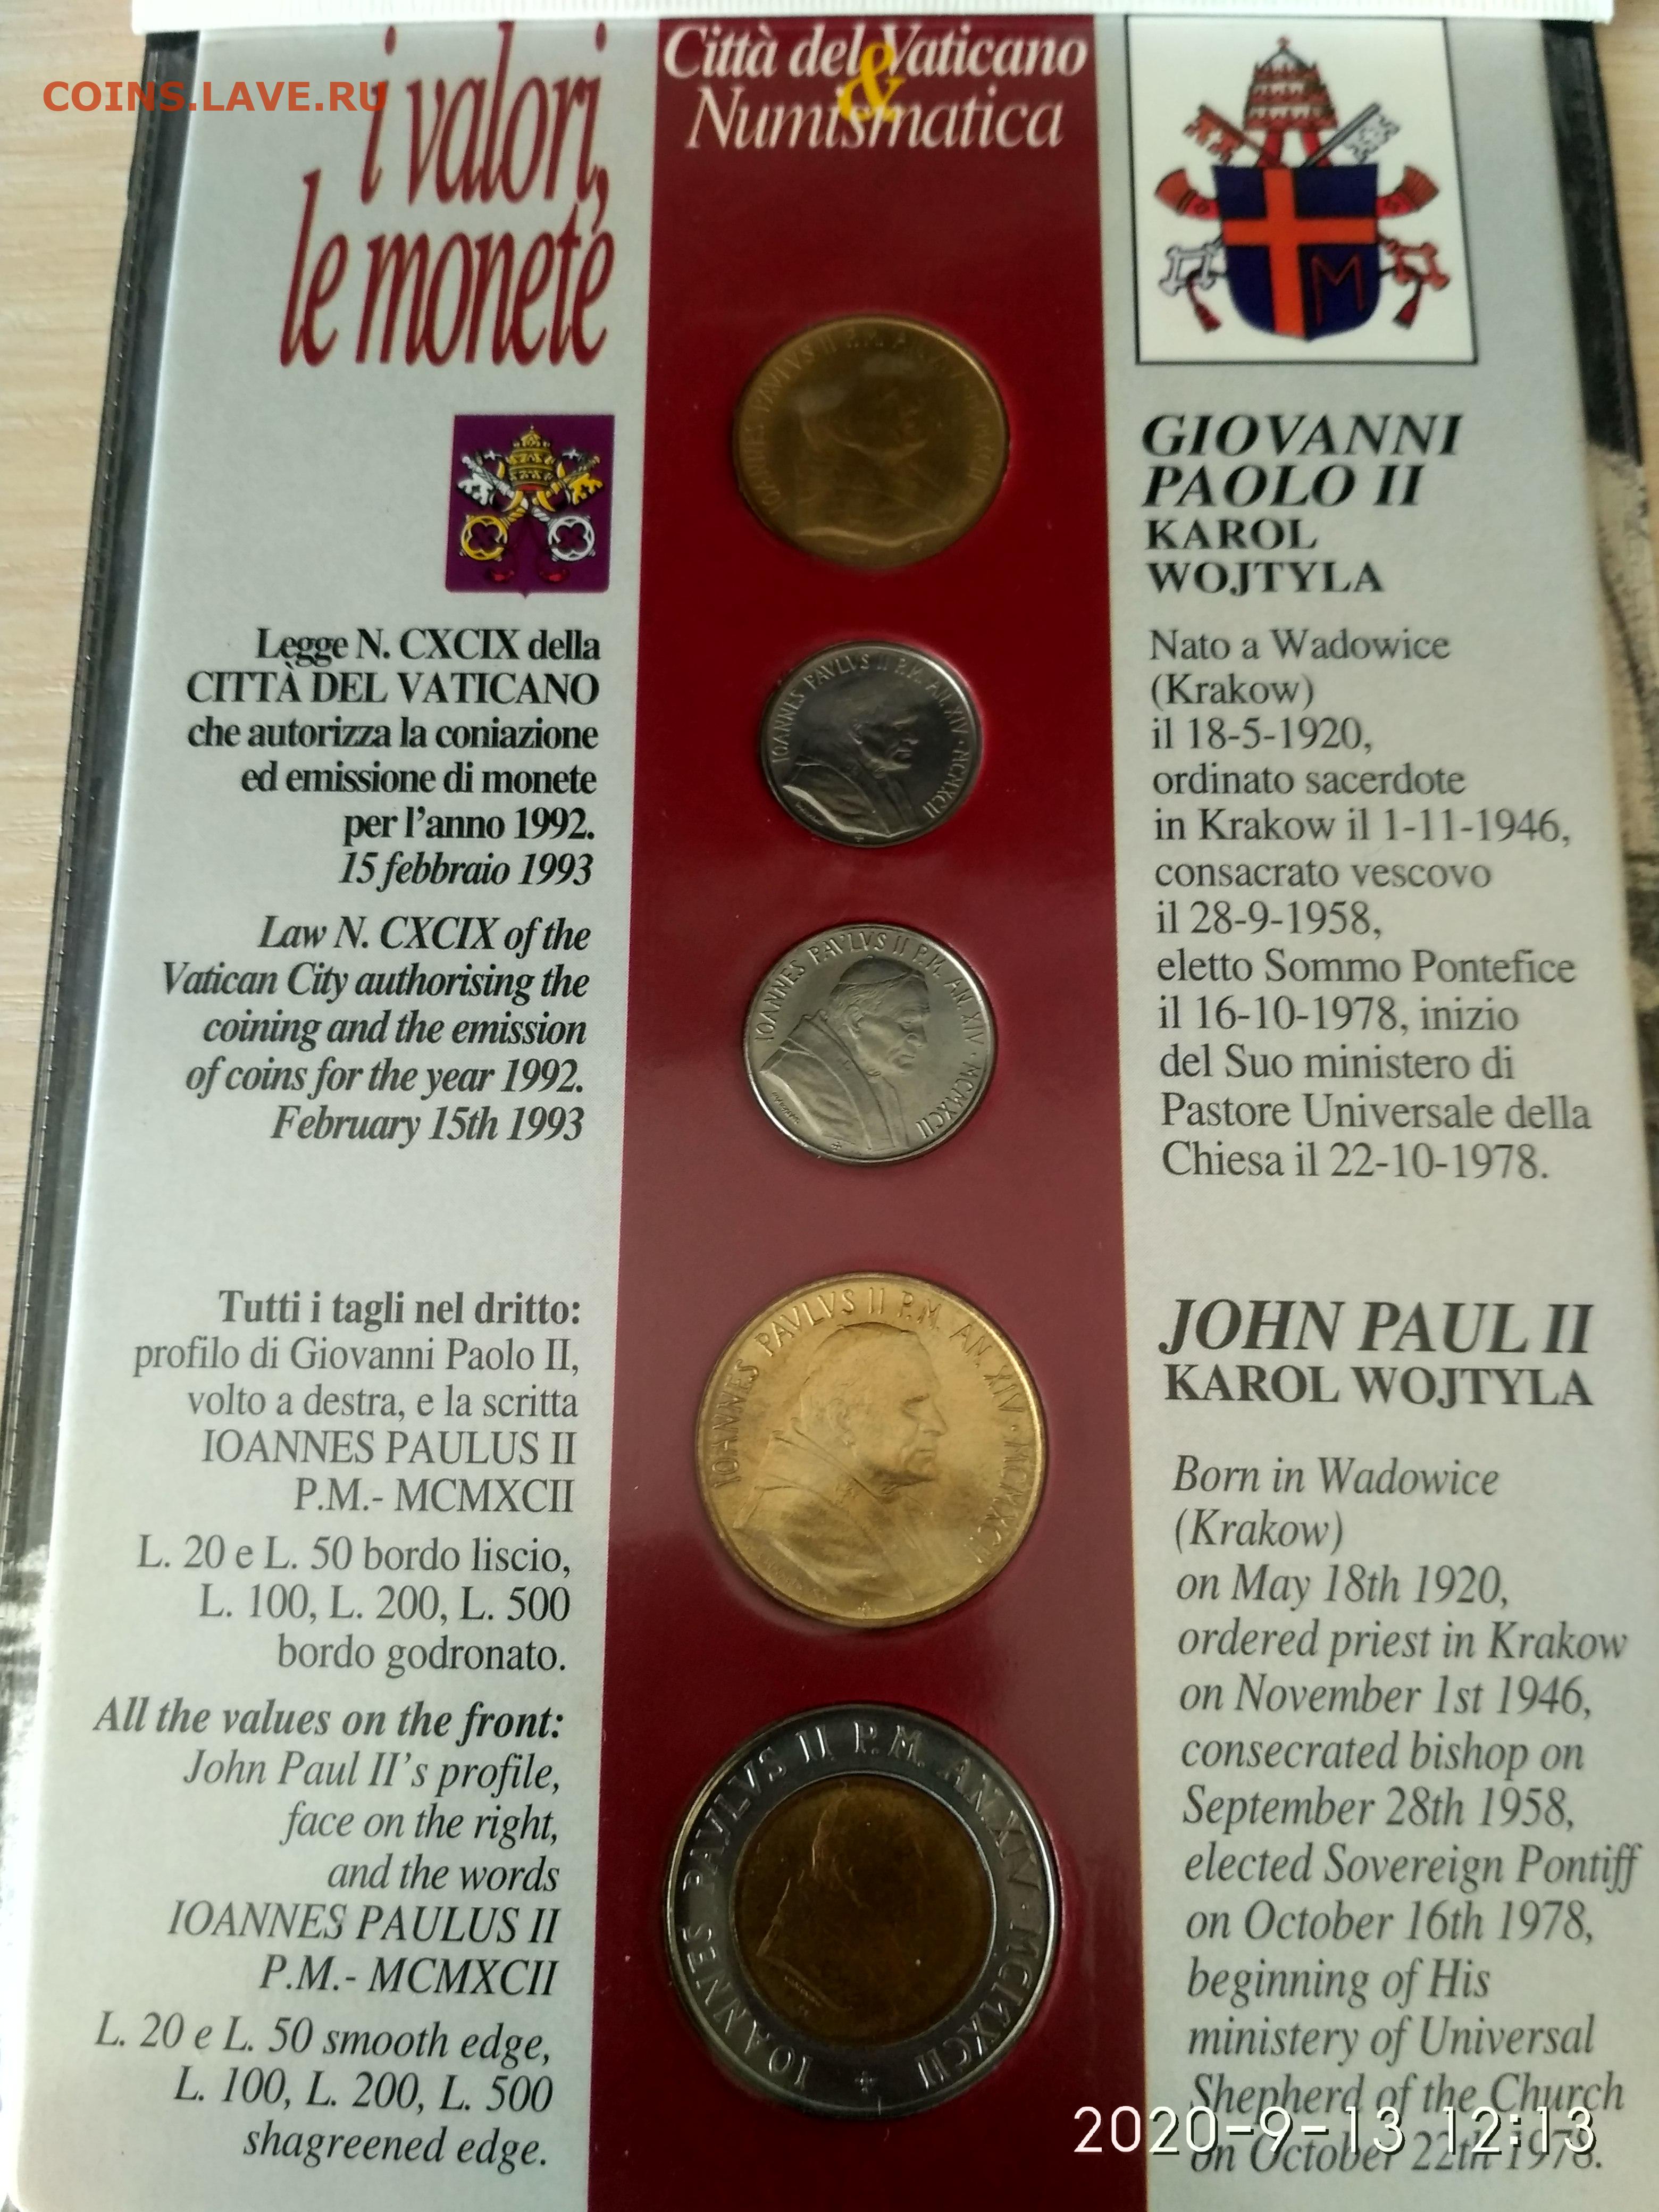 COINS.LAVE.RU
i valori,
le monete
Legge N. CXCIX della
CITTÀ DEL VATICANO
che autorizza la coniazione
ed emissione di monete
per l'anno 1992.
15 febbraio 1993
Law N. CXCIX of the
Vatican City authorising the
coining and the emission
of coins for the year 1992.
February 15th 1993
Tutti i tagli nel dritto:
profilo di Giovanni Paolo II,
volto a destra, e la scritta
IOANNES PAULUS II
P.M.- MCMXCII
L. 20 e L. 50 bordo liscio,
L. 100, L. 200, L. 500
bordo godronato.
All the values on the front:
John Paul II's profile,
face on the right,
and the words
IOANNES PAULUS II
P.M.- MCMXCII
L. 20 e L. 50 smooth edge,
L. 100, L. 200, L. 500
shagreened edge.
Città del Vaticano
&
Numismatica
IOANNES PAVLVS II P.M. AN
IOANNES PAVLVS II P.M. AN. XIV · MCMXCII
IOANNES PAVLVS II P.M. AN. XIV · MCMXCII
IOANNES PAVLVS II P.M. AN. XIV · MCMXCII
IOANNES PAVLVS II P.M. AN. XIV · MCMXCII
M
GIOVANNI
PAOLO II
KAROL
WOJTYLA
Nato a Wadowice
(Krakow)
il 18-5-1920,
ordinato sacerdote
in Krakow il 1-11-1946,
consacrato vescovo
il 28-9-1958,
eletto Sommo Pontefice
il 16-10-1978, inizio
del Suo ministero di
Pastore Universale della
Chiesa il 22-10-1978.
JOHN PAUL II
KAROL WOJTYLA
Born in Wadowice
(Krakow)
on May 18th 1920,
ordered priest in Krakow
on November 1st 1946,
consecrated bishop on
September 28th 1958,
elected Sovereign Pontiff
on October 16th 1978,
beginning of His
ministery of Universal
Shepherd of the Church
on October 22th 1978.
2020-9-13 12:13